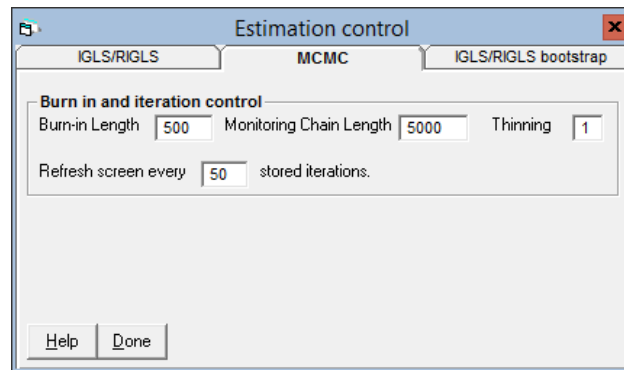 Estimation control
IGLS/RIGLS MCMC IGLS/RIGLS bootstrap
Burn in and iteration control
Burn-in Length 500 Monitoring Chain Length 5000 Thinning 1
Refresh screen every 50 stored iterations.
Help Done